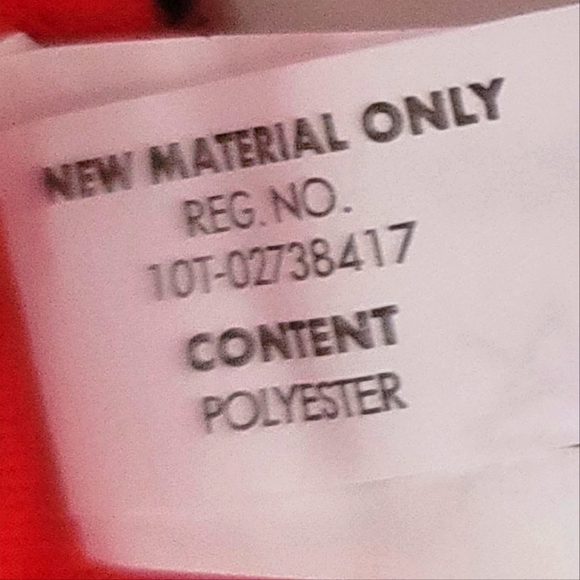 NEW MATERIAL ONLY
REG. NO.
10T-02738417
CONTENT
POLYESTER